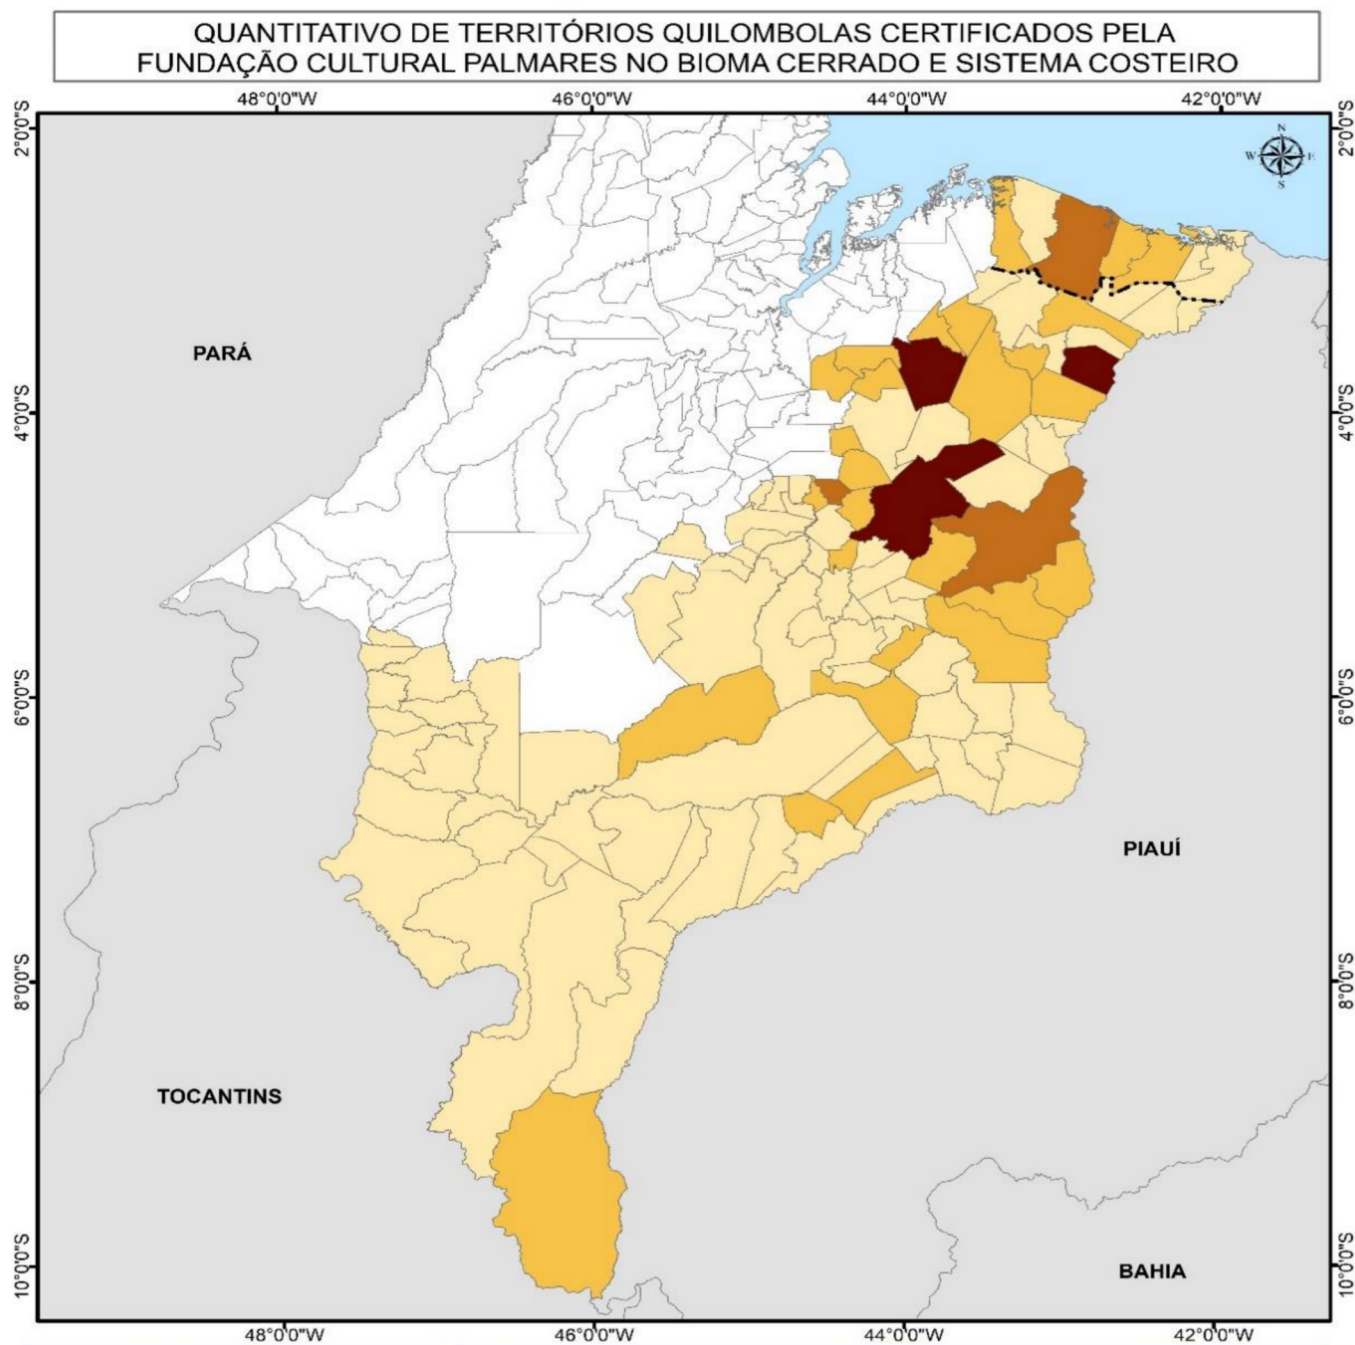 QUANTITATIVO DE TERRITÓRIOS QUILOMBOLAS CERTIFICADOS PELA
FUNDAÇÃO CULTURAL PALMARES NO BIOMA CERRADO E SISTEMA COSTEIRO
48°0'0"W 46°0'0"W 44°0'0"W 42°0'0"W
2°0'0"S 2°0'0"S
N
W E
S
PARÁ
4°0'0"S 4°0'0"S
6°0'0"S 6°0'0"S
PIAUÍ
8°0'0"S 8°0'0"S
TOCANTINS
10°0'0"S 10°0'0"S
BAHIA
48°0'0"W 46°0'0"W 44°0'0"W 42°0'0"W